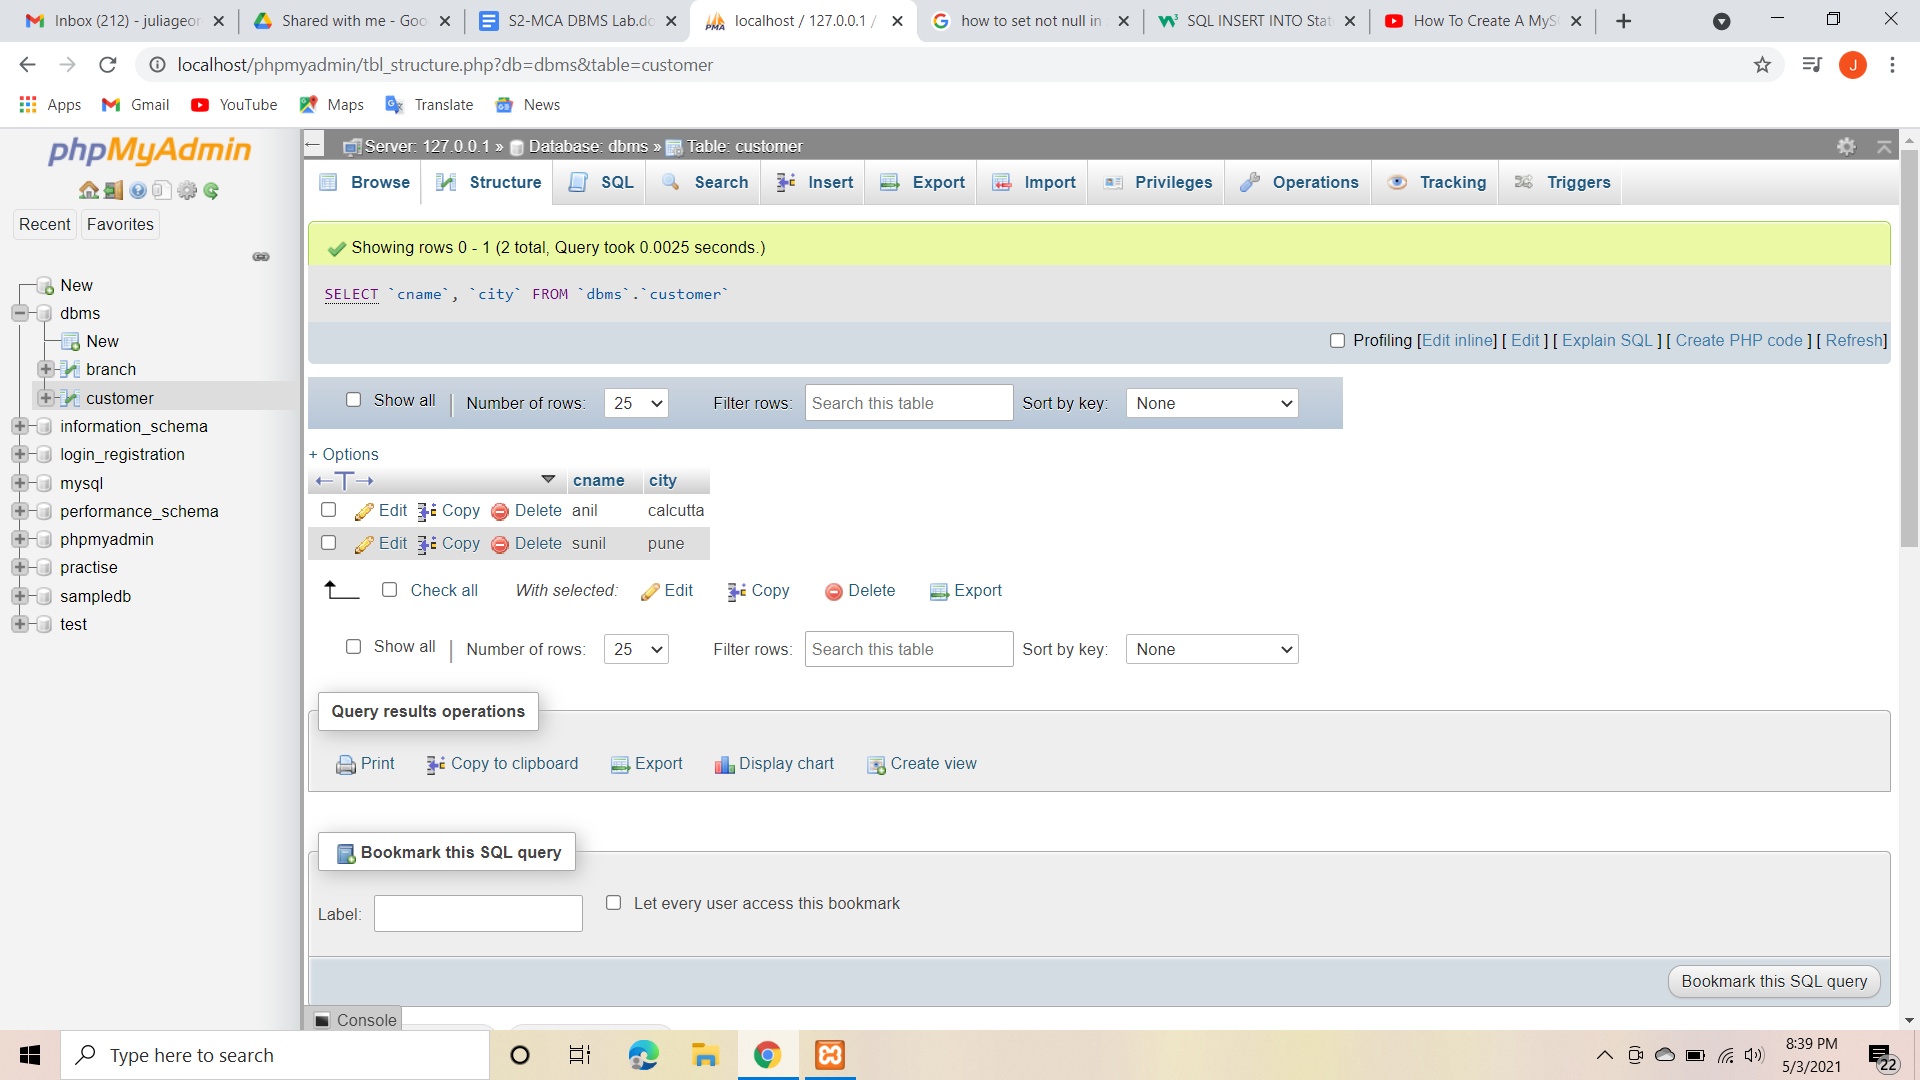 Inbox (212) - juliageor
Shared with me - Goo
S2-MCA DBMS Lab.do
localhost / 127.0.0.1 /
how to set not null in
SQL INSERT INTO Stat
How To Create A MyS
localhost/phpmyadmin/tbl_structure.php?db=dbms&table=customer
J
Apps Gmail YouTube Maps Translate News
phpMyAdmin
Recent Favorites
New
dbms
New
branch
customer
information_schema
login_registration
mysql
performance_schema
phpmyadmin
practise
sampledb
test
Server: 127.0.0.1 » Database: dbms » Table: customer
Browse Structure SQL Search Insert Export Import Privileges Operations Tracking Triggers
Showing rows 0 - 1 (2 total, Query took 0.0025 seconds.)
SELECT `cname`, `city` FROM `dbms`.`customer`
Profiling [Edit inline] [ Edit ] [ Explain SQL ] [ Create PHP code ] [ Refresh]
Show all | Number of rows: 25 Filter rows: Search this table Sort by key: None
+ Options
←T→ cname city
Edit Copy Delete anil calcutta
Edit Copy Delete sunil pune
Check all With selected: Edit Copy Delete Export
Show all | Number of rows: 25 Filter rows: Search this table Sort by key: None
Query results operations
Print Copy to clipboard Export Display chart Create view
Bookmark this SQL query
Label: Let every user access this bookmark
Bookmark this SQL query
Console
Type here to search
8:39 PM
5/3/2021
22